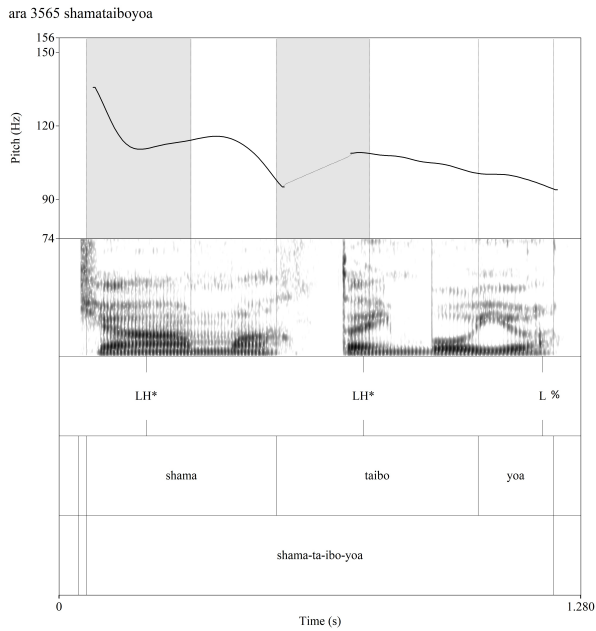 ara 3565 shamataiboyoa
156
150
120
90
74
Pitch (Hz)
LH* LH* L %
shama taibo yoa
shama-ta-ibo-yoa
0 1.280
Time (s)